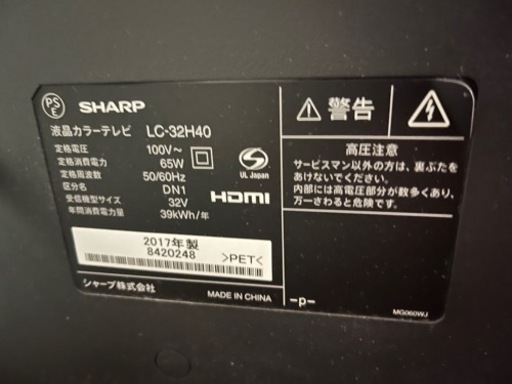 PS
E
SHARP
液晶カラーテレビ LC-32H40
定格電圧 100V~
定格消費電力 65W
定格周波数 50/60Hz
区分名 DN1
受信機型サイズ 32V
年間消費電力量 39kWh/年
S
UL Japan
HDMI
2017年製
8420248
>PET<
シャープ株式会社
MADE IN CHINA
警告
高圧注意
サービスマン以外の方は、裏ぶたを
あけないでください。
内部には高電圧部分が数多くあり、
万一さわると危険です。
-p-
MG060WJ